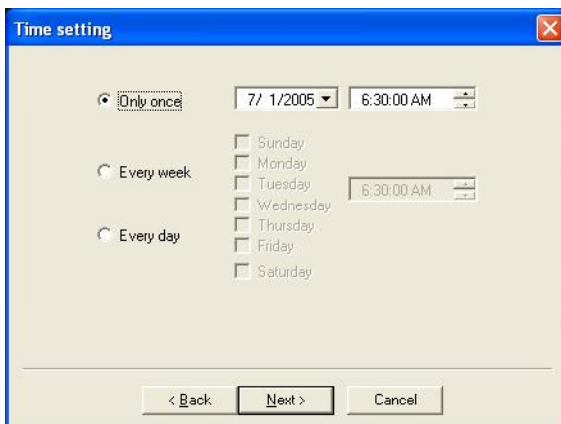 Time setting
Only once 7/ 1/2005 6:30:00 AM
Sunday
Monday
Every week
Tuesday 6:30:00 AM
Wednesday
Thursday
Every day
Friday
Saturday
< Back Next > Cancel